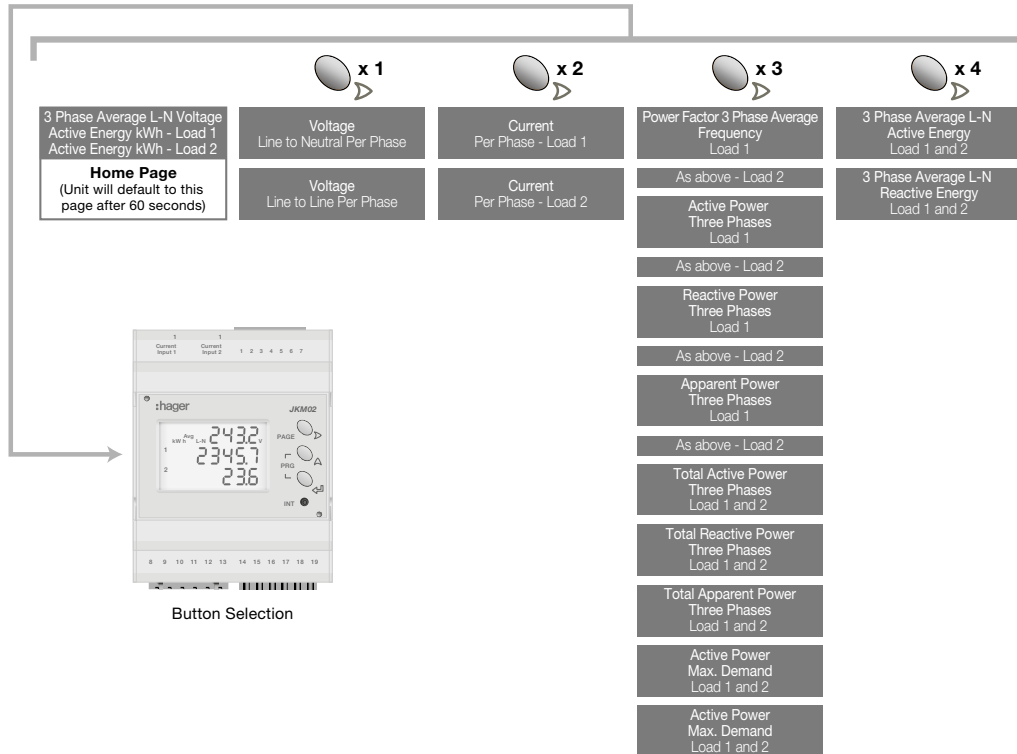 x 1
x 2
x 3
x 4
3 Phase Average L-N Voltage
Active Energy kWh - Load 1
Active Energy kWh - Load 2
Home Page
(Unit will default to this
page after 60 seconds)
Voltage
Line to Neutral Per Phase
Voltage
Line to Line Per Phase
Current
Per Phase - Load 1
Current
Per Phase - Load 2
Power Factor 3 Phase Average
Frequency
Load 1
As above - Load 2
Active Power
Three Phases
Load 1
As above - Load 2
Reactive Power
Three Phases
Load 1
As above - Load 2
Apparent Power
Three Phases
Load 1
As above - Load 2
Total Active Power
Three Phases
Load 1 and 2
Total Reactive Power
Three Phases
Load 1 and 2
Total Apparent Power
Three Phases
Load 1 and 2
Active Power
Max. Demand
Load 1 and 2
Active Power
Max. Demand
Load 1 and 2
3 Phase Average L-N
Active Energy
Load 1 and 2
3 Phase Average L-N
Reactive Energy
Load 1 and 2
1 1
Current Current
Input 1 Input 2 1 2 3 4 5 6 7
:hager
JKM02
Avg
kW h L-N 243.2 V
1 2345.7
2 23.6
PAGE
PRG
INT
8 9 10 11 12 13 14 15 16 17 18 19
Button Selection